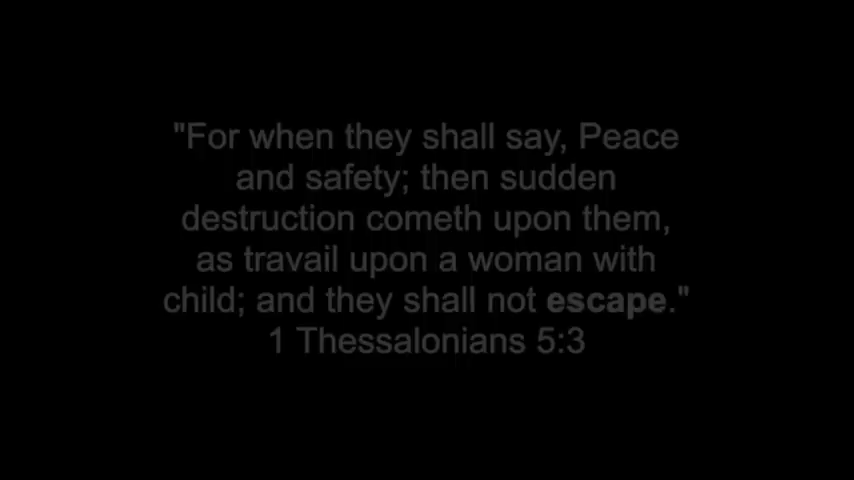 "For when they shall say, Peace
and safety; then sudden
destruction cometh upon them,
as travail upon a woman with
child; and they shall not escape."
1 Thessalonians 5:3